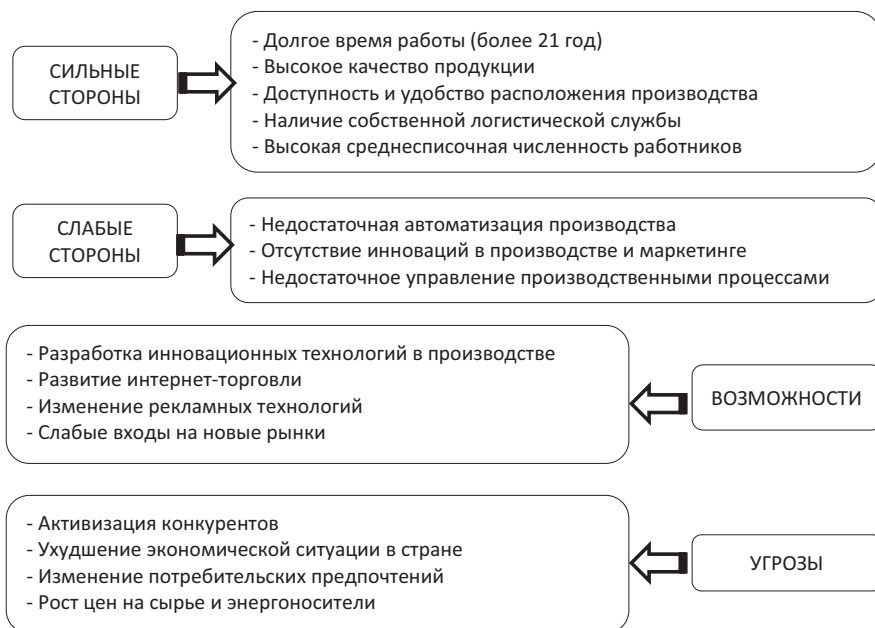 СИЛЬНЫЕ
СТОРОНЫ
- Долгое время работы (более 21 год)
- Высокое качество продукции
- Доступность и удобство расположения производства
- Наличие собственной логистической службы
- Высокая среднесписочная численность работников
СЛАБЫЕ
СТОРОНЫ
- Недостаточная автоматизация производства
- Отсутствие инноваций в производстве и маркетинге
- Недостаточное управление производственными процессами
- Разработка инновационных технологий в производстве
- Развитие интернет-торговли
- Изменение рекламных технологий
- Слабые входы на новые рынки
ВОЗМОЖНОСТИ
- Активизация конкурентов
- Ухудшение экономической ситуации в стране
- Изменение потребительских предпочтений
- Рост цен на сырье и энергоносители
УГРОЗЫ